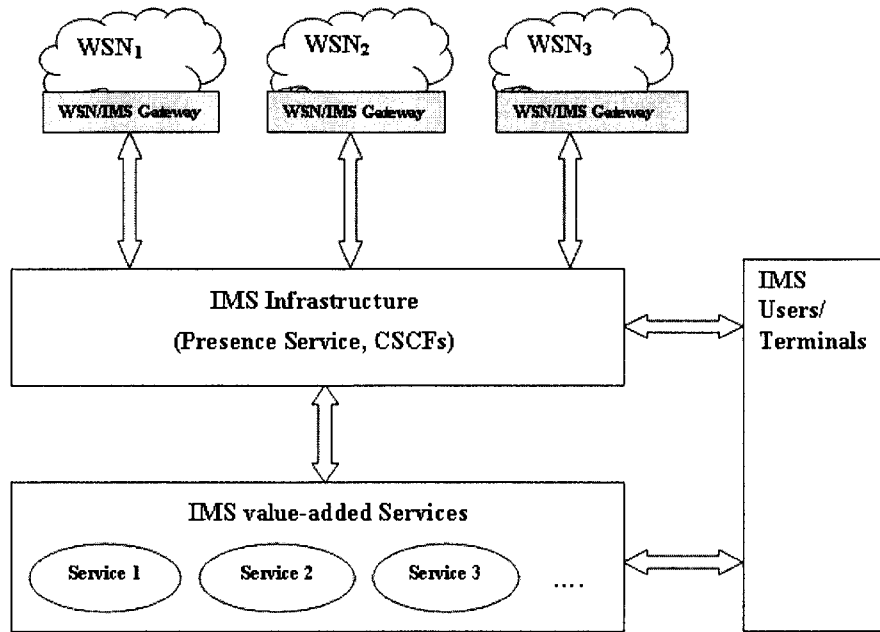 WSN₁ WSN₂ WSN₃
WSN/IMS Gateway WSN/IMS Gateway WSN/IMS Gateway
IMS Infrastructure
(Presence Service, CSCFs)
IMS
Users/
Terminals
IMS value-added Services
Service 1 Service 2 Service 3 ....